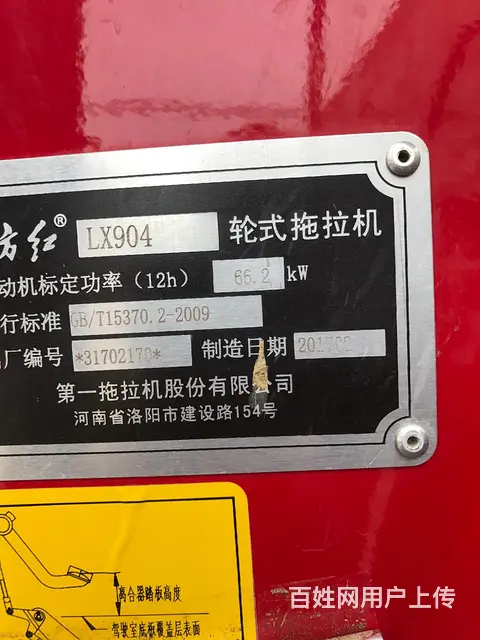 方红® LX904 轮式拖拉机
动机标定功率（12h） 66.2 kW
行标准 GB/T15370.2-2009
厂编号 *31702170* 制造日期
第一拖拉机股份有限公司
河南省洛阳市建设路154号
离合器踏板高度
驾驶室底板覆盖层表面
百姓网用户上传